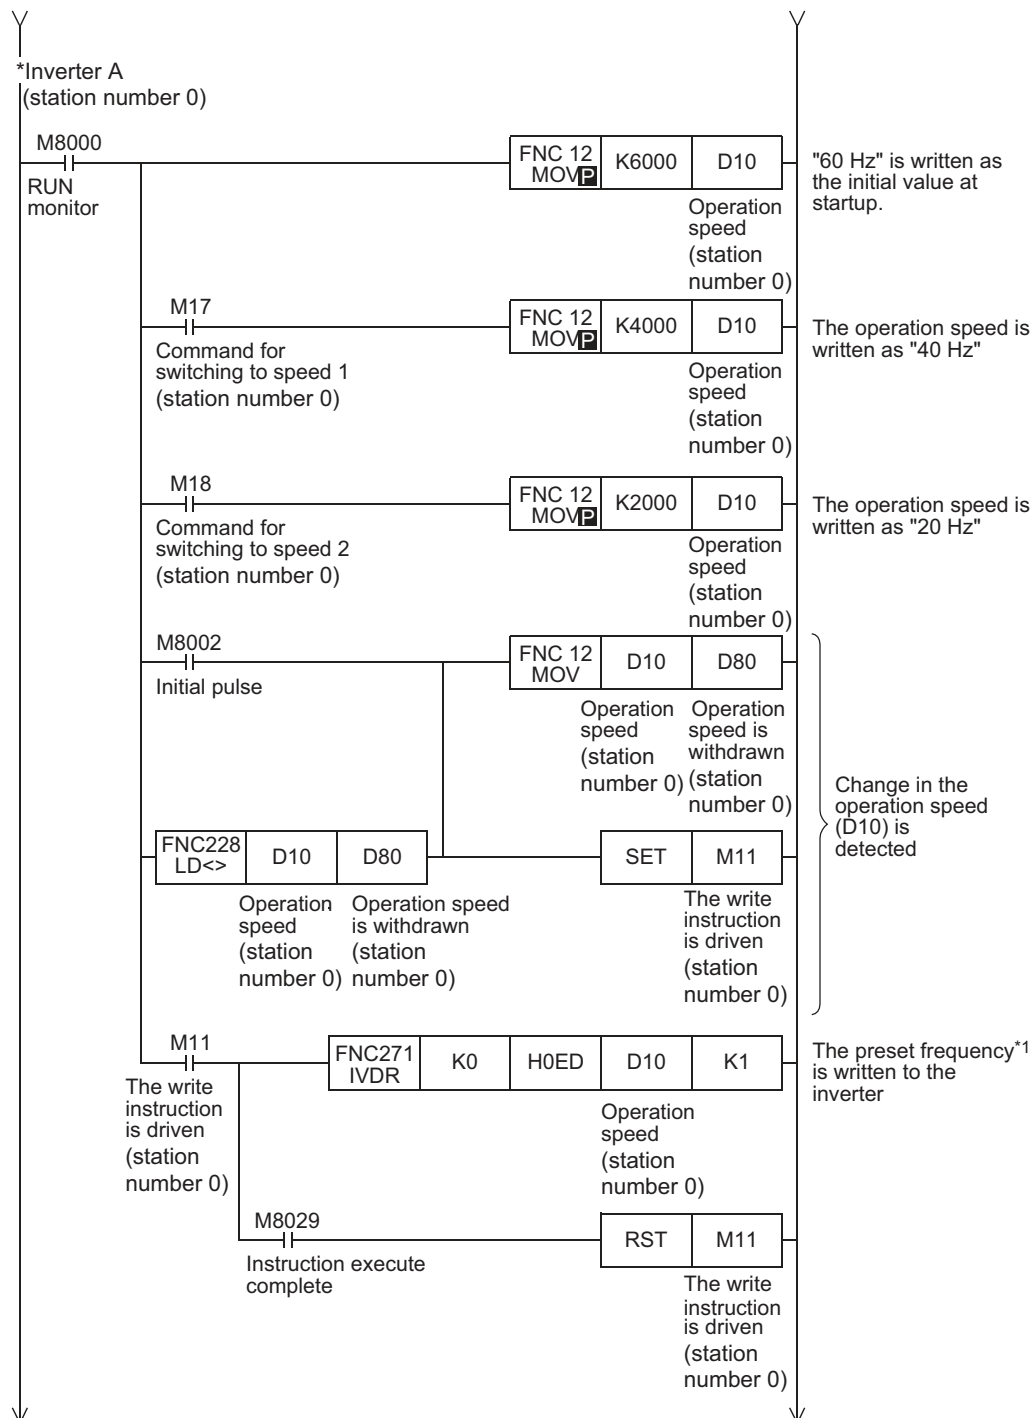 *Inverter A
(station number 0)
M8000
RUN
monitor
FNC 12
MOVP
K6000
D10
Operation
speed
(station
number 0)
"60 Hz" is written as
the initial value at
startup.
M17
Command for
switching to speed 1
(station number 0)
FNC 12
MOVP
K4000
D10
Operation
speed
(station
number 0)
The operation speed is
written as "40 Hz"
M18
Command for
switching to speed 2
(station number 0)
FNC 12
MOVP
K2000
D10
Operation
speed
(station
number 0)
The operation speed is
written as "20 Hz"
M8002
Initial pulse
FNC 12
MOV
D10
D80
Operation
speed
(station
number 0)
Operation
speed is
withdrawn
(station
number 0)
FNC228
LD<>
D10
D80
Operation
speed
(station
number 0)
Operation speed
is withdrawn
(station
number 0)
SET
M11
The write
instruction
is driven
(station
number 0)
Change in the
operation speed
(D10) is
detected
M11
The write
instruction
is driven
(station
number 0)
FNC271
IVDR
K0
H0ED
D10
K1
Operation
speed
(station
number 0)
The preset frequency*1
is written to the
inverter
M8029
Instruction execute
complete
RST
M11
The write
instruction
is driven
(station
number 0)